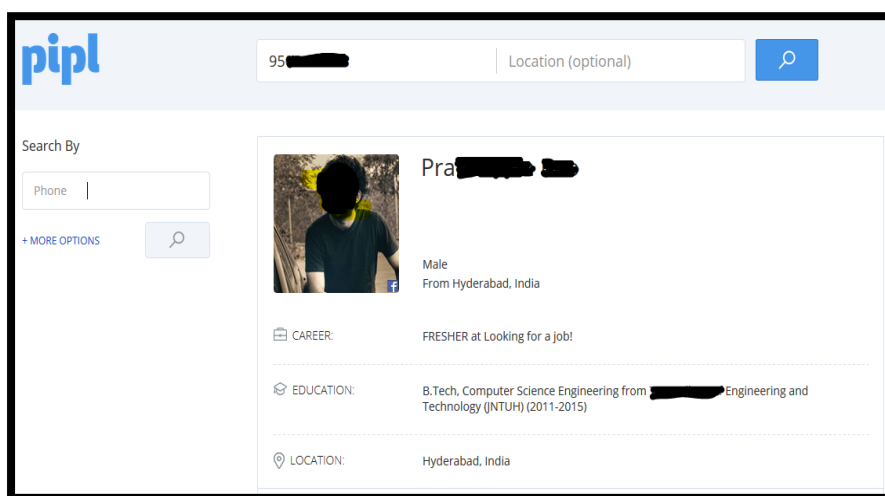 pipl
95
Location (optional)
Search By
Phone
+ MORE OPTIONS
Pra
Male
From Hyderabad, India
f
CAREER:
FRESHER at Looking for a job!
EDUCATION:
B.Tech, Computer Science Engineering from Engineering and
Technology (JNTUH) (2011-2015)
LOCATION:
Hyderabad, India